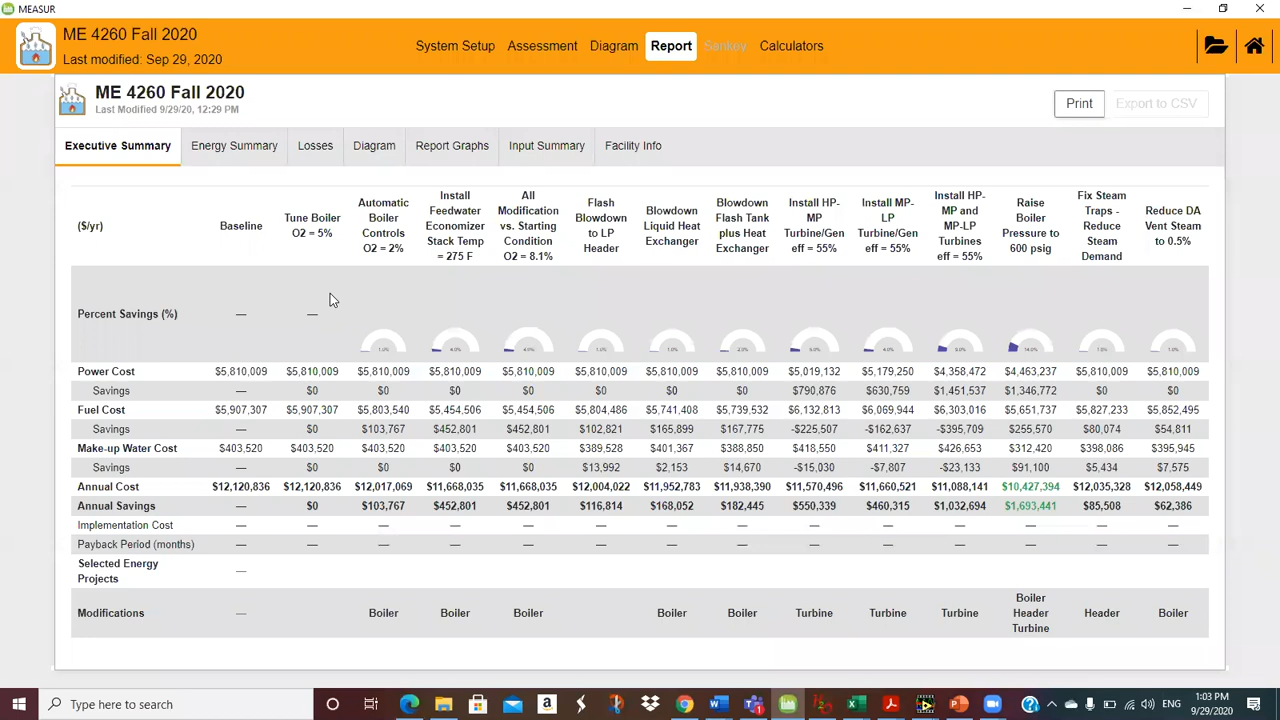 MEASUR
ME 4260 Fall 2020
Last modified: Sep 29, 2020
System Setup Assessment Diagram Report Sankey Calculators
ME 4260 Fall 2020
Last Modified 9/29/20, 12:29 PM
Print Export to CSV
Executive Summary Energy Summary Losses Diagram Report Graphs Input Summary Facility Info
($/yr)
Baseline
Tune Boiler
O2 = 5%
Automatic
Boiler
Controls
O2 = 2%
Install
Feedwater
Economizer
Stack Temp
= 275 F
All
Modification
vs. Starting
Condition
O2 = 8.1%
Flash
Blowdown
to LP
Header
Blowdown
Liquid Heat
Exchanger
Blowdown
Flash Tank
plus Heat
Exchanger
Install HP-
MP
Turbine/Gen
eff = 55%
Install MP-
LP
Turbine/Gen
eff = 55%
Install HP-
MP and
MP-LP
Turbines
eff = 55%
Raise
Boiler
Pressure to
600 psig
Fix Steam
Traps -
Reduce
Steam
Demand
Reduce DA
Vent Steam
to 0.5%
Percent Savings (%) — —
Power Cost $5,810,009 $5,810,009 $5,810,009 $5,810,009 $5,810,009 $5,810,009 $5,810,009 $5,810,009 $5,019,132 $5,179,250 $4,358,472 $4,463,237 $5,810,009 $5,810,009
Savings — $0 $0 $0 $0 $0 $0 $0 $790,876 $630,759 $1,451,537 $1,346,772 $0 $0
Fuel Cost $5,907,307 $5,907,307 $5,803,540 $5,454,506 $5,454,506 $5,804,486 $5,741,408 $5,739,532 $6,132,813 $6,069,944 $6,303,016 $5,651,737 $5,827,233 $5,852,495
Savings — $0 $103,767 $452,801 $452,801 $102,821 $165,899 $167,775 -$225,507 -$162,637 -$395,709 $255,570 $80,074 $54,811
Make-up Water Cost $403,520 $403,520 $403,520 $403,520 $403,520 $389,528 $401,367 $388,850 $418,550 $411,327 $426,653 $312,420 $398,086 $395,945
Savings — $0 $0 $0 $0 $13,992 $2,153 $14,670 -$15,030 -$7,807 -$23,133 $91,100 $5,434 $7,575
Annual Cost $12,120,836 $12,120,836 $12,017,069 $11,668,035 $11,668,035 $12,004,022 $11,952,783 $11,938,390 $11,570,496 $11,660,521 $11,088,141 $10,427,394 $12,035,328 $12,058,449
Annual Savings — $0 $103,767 $452,801 $452,801 $116,814 $168,052 $182,445 $550,339 $460,315 $1,032,694 $1,693,441 $85,508 $62,386
Implementation Cost — — — — — — — — — — — — — —
Payback Period (months) — — — — — — — — — — — — — —
Selected Energy
Projects —
Modifications — Boiler Boiler Boiler Boiler Boiler Turbine Turbine Turbine
Boiler
Header
Turbine
Header Boiler
Type here to search
1:03 PM
9/29/2020